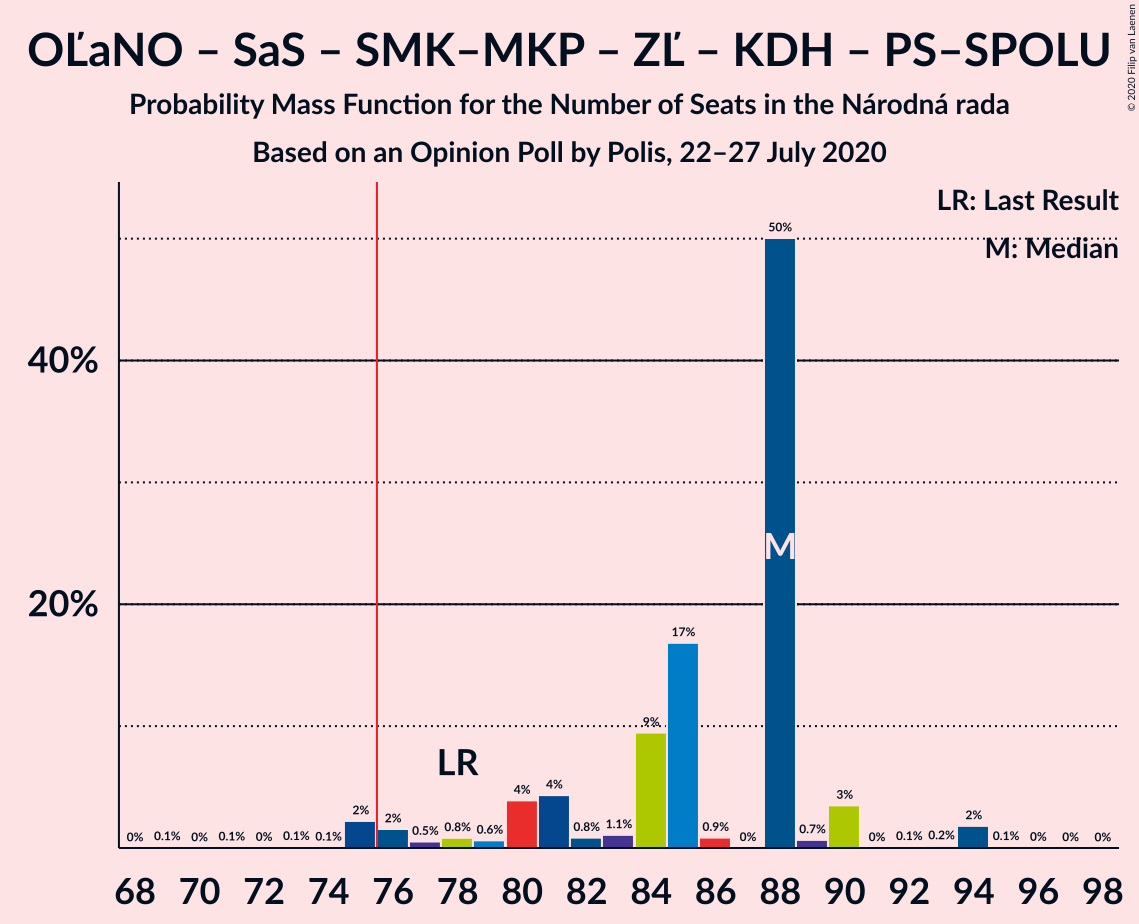 OĽaNO – SaS – SMK–MKP – ZĽ – KDH – PS–SPOLU
Probability Mass Function for the Number of Seats in the Národná rada
Based on an Opinion Poll by Polis, 22–27 July 2020
© 2020 Filip van Laenen
LR: Last Result
M: Median
40%
20%
LR
M
0% 0.1% 0% 0.1% 0% 0.1% 0.1% 2% 2% 0.5% 0.8% 0.6% 4% 4% 0.8% 1.1% 9% 17% 0.9% 0% 50% 0.7% 3% 0% 0.1% 0.2% 2% 0.1% 0% 0% 0%
68 70 72 74 76 78 80 82 84 86 88 90 92 94 96 98